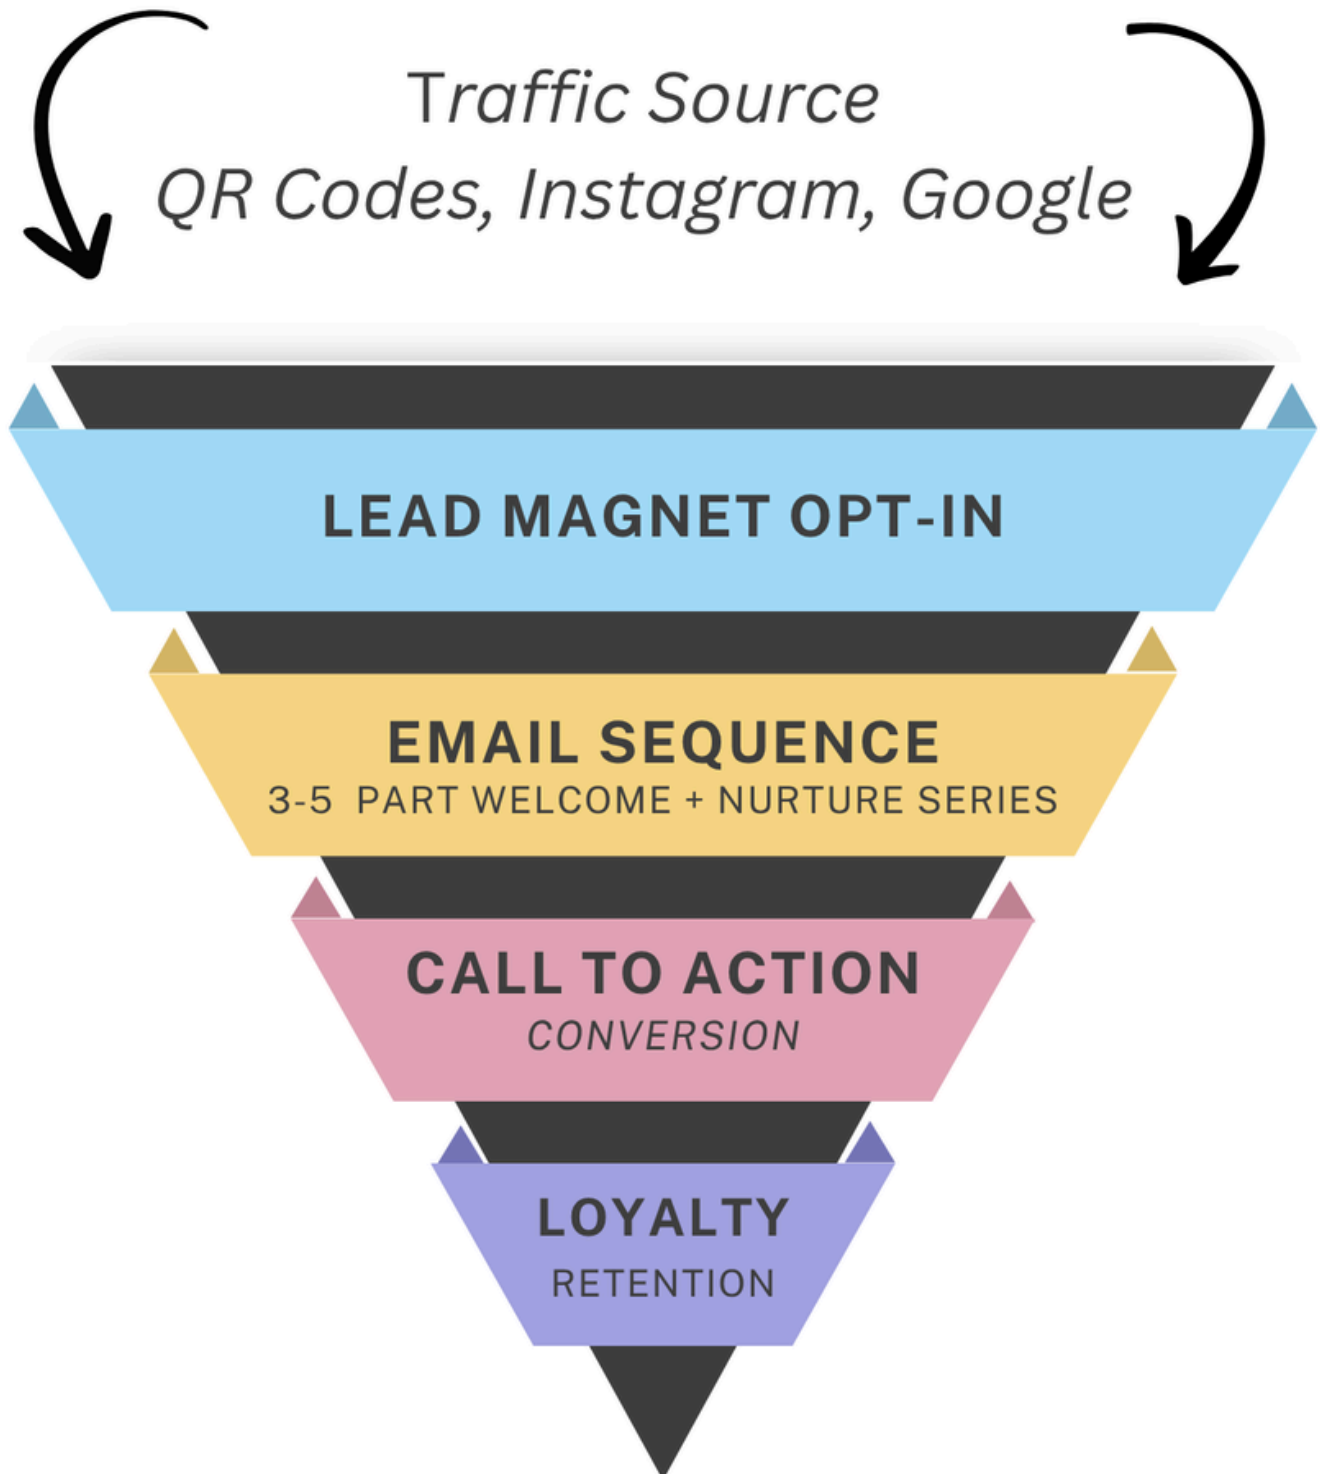 Traffic Source
QR Codes, Instagram, Google
LEAD MAGNET OPT-IN
EMAIL SEQUENCE
3-5 PART WELCOME + NURTURE SERIES
CALL TO ACTION
CONVERSION
LOYALTY
RETENTION